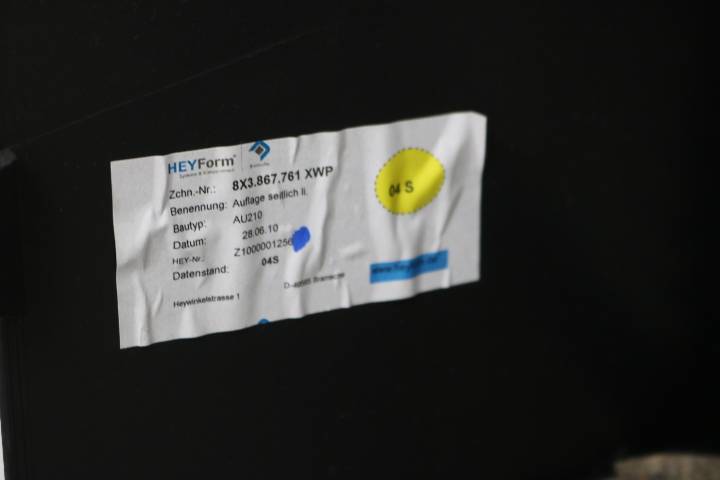 HEYForm
Zchn.-Nr.: 8X3.867.761 XWP
Benennung: Auflage seitlich li.
Bautyp: AU210
Datum: 28.06.10
HEY-Nr.: Z1000001256
Datenstand: 04S
Heywinkelstrasse 1
04 S